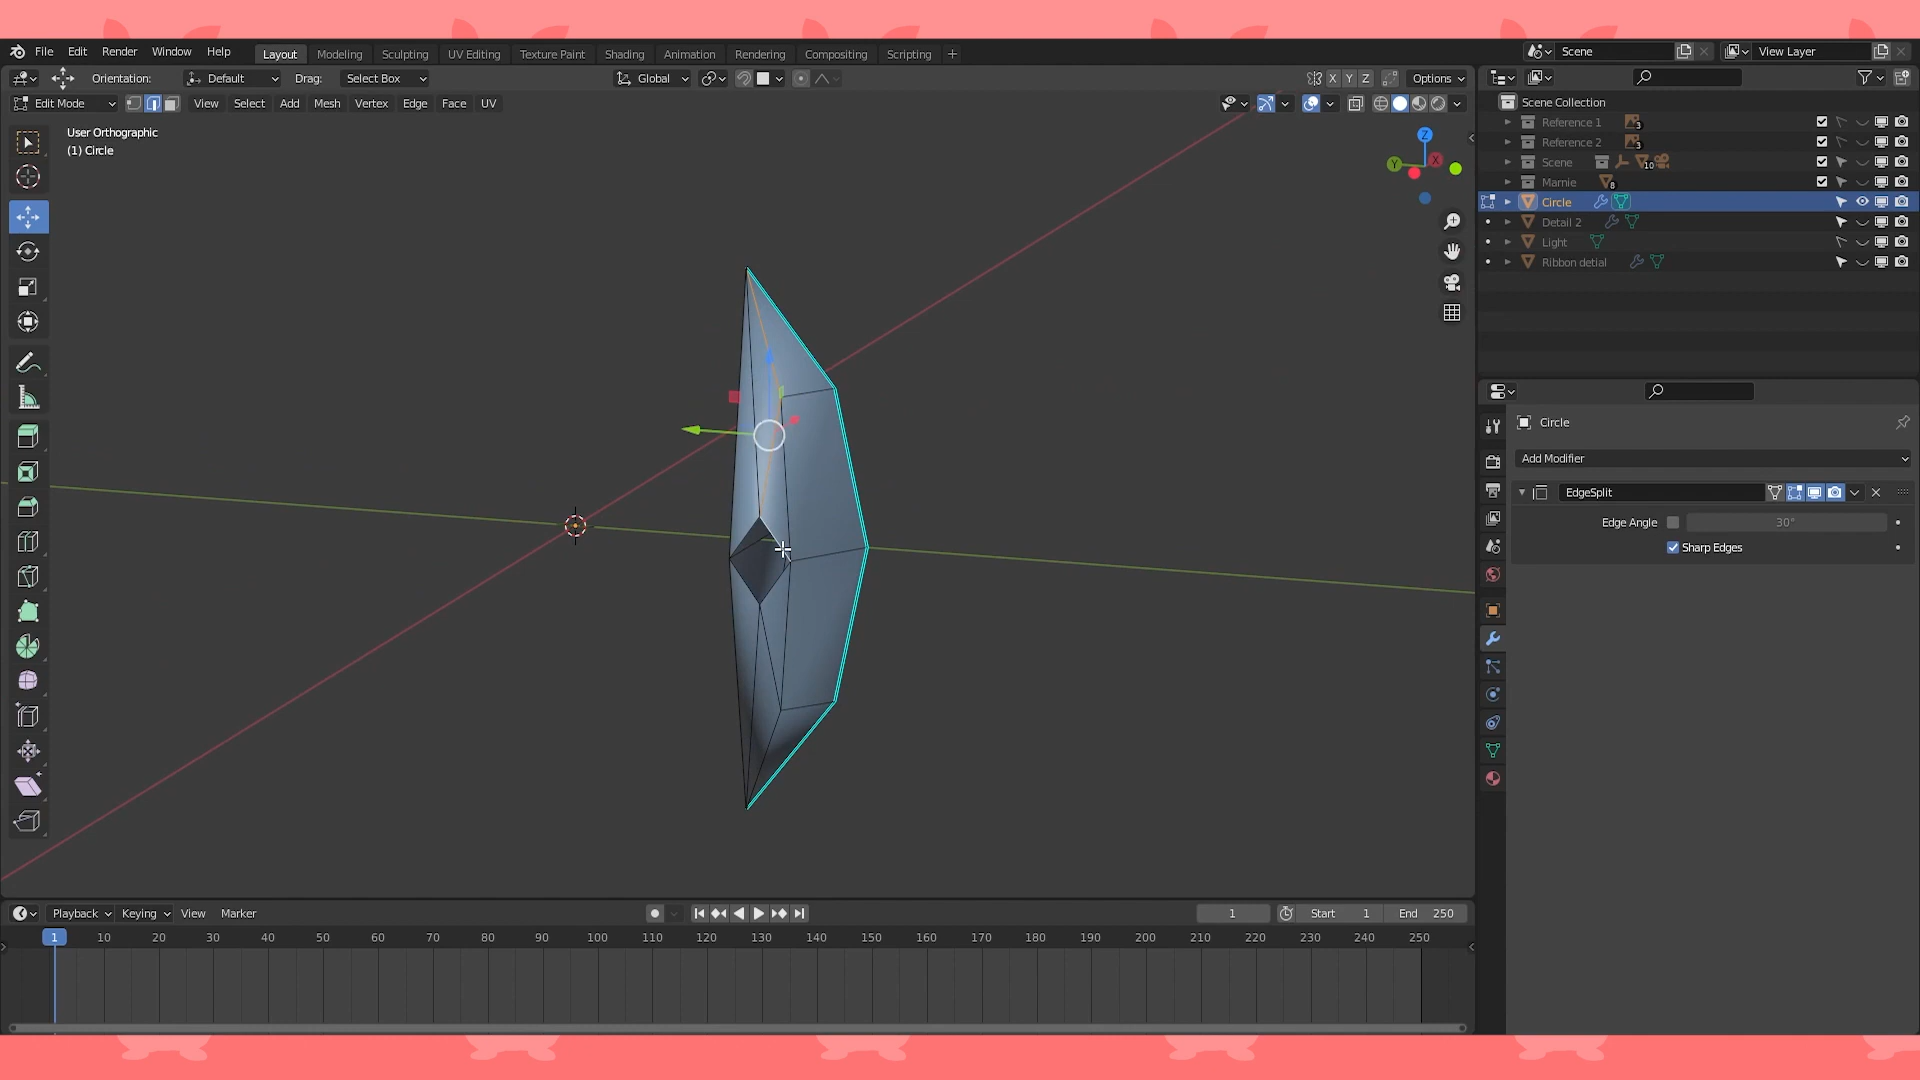 File Edit Render Window Help Layout Modeling Sculpting UV Editing Texture Paint Shading Animation Rendering Compositing Scripting + Scene View Layer
Orientation: Default Drag: Select Box Global X Y Z Options
Edit Mode View Select Add Mesh Vertex Edge Face UV
User Orthographic
(1) Circle
Z
Y
X
Scene Collection
Reference 1 3
Reference 2 3
Scene 10
Marnie 8
Circle
Detail 2
Light
Ribbon detial
Circle
Add Modifier
EdgeSplit
Edge Angle 30°
Sharp Edges
Playback Keying View Marker 1 Start 1 End 250
1 10 20 30 40 50 60 70 80 90 100 110 120 130 140 150 160 170 180 190 200 210 220 230 240 250